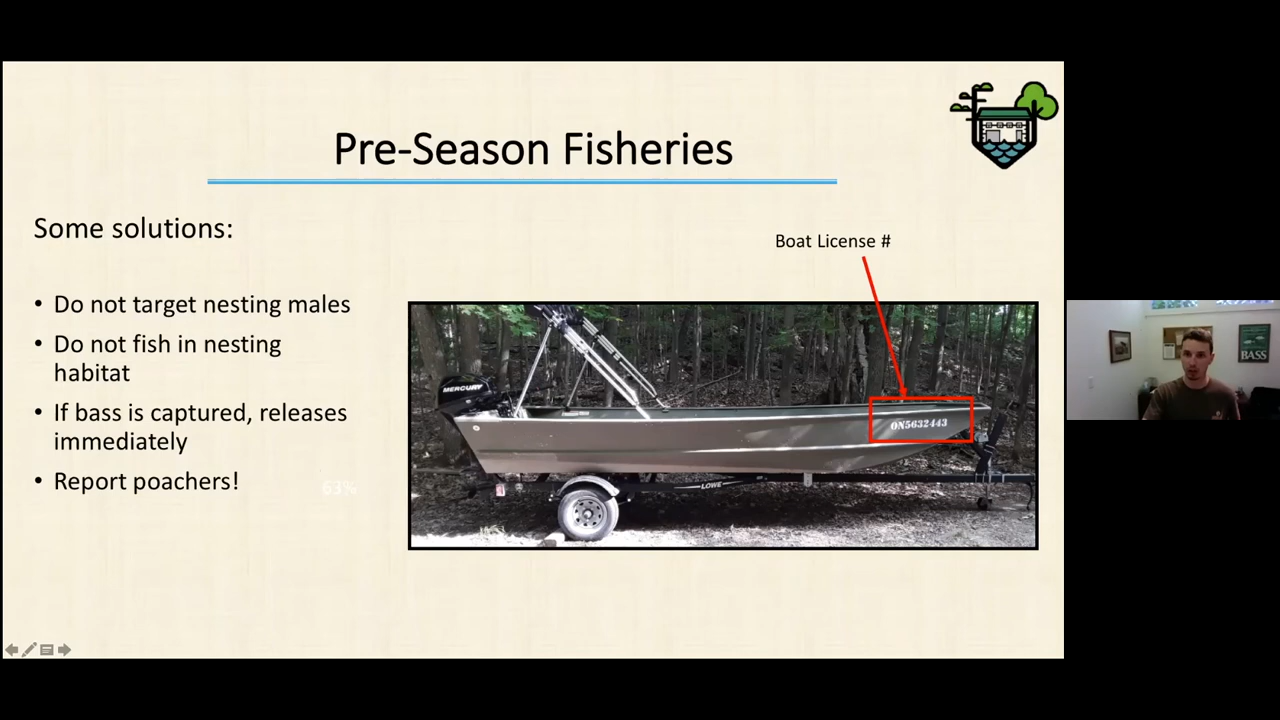 Pre-Season Fisheries
Some solutions:
• Do not target nesting males
• Do not fish in nesting
habitat
• If bass is captured, releases
immediately
• Report poachers!
63%
Boat License #
MERCURY
ON5632443
LOWE
BASS